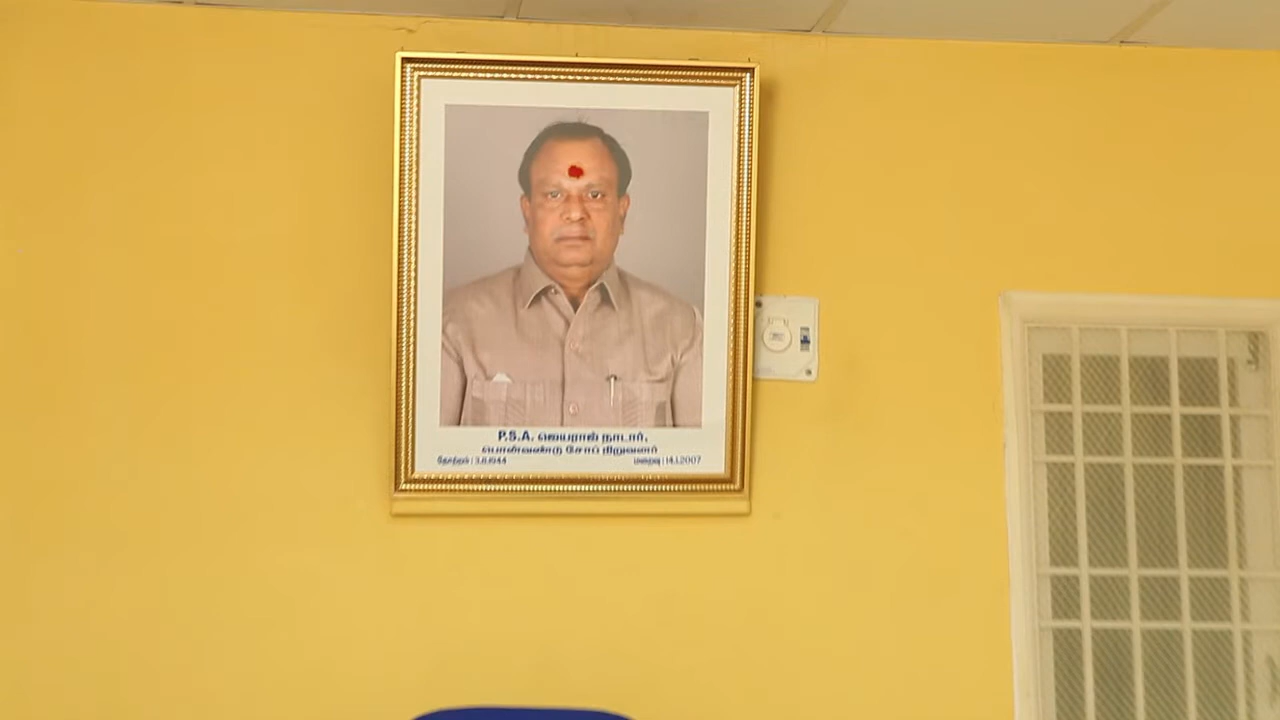 P.S.A. ஜெயராஜ் நாடார்,
பொன்வண்டு சோப் நிறுவனர்
தோற்றம் : 3.6.1944 மறைவு : 14.1.2007